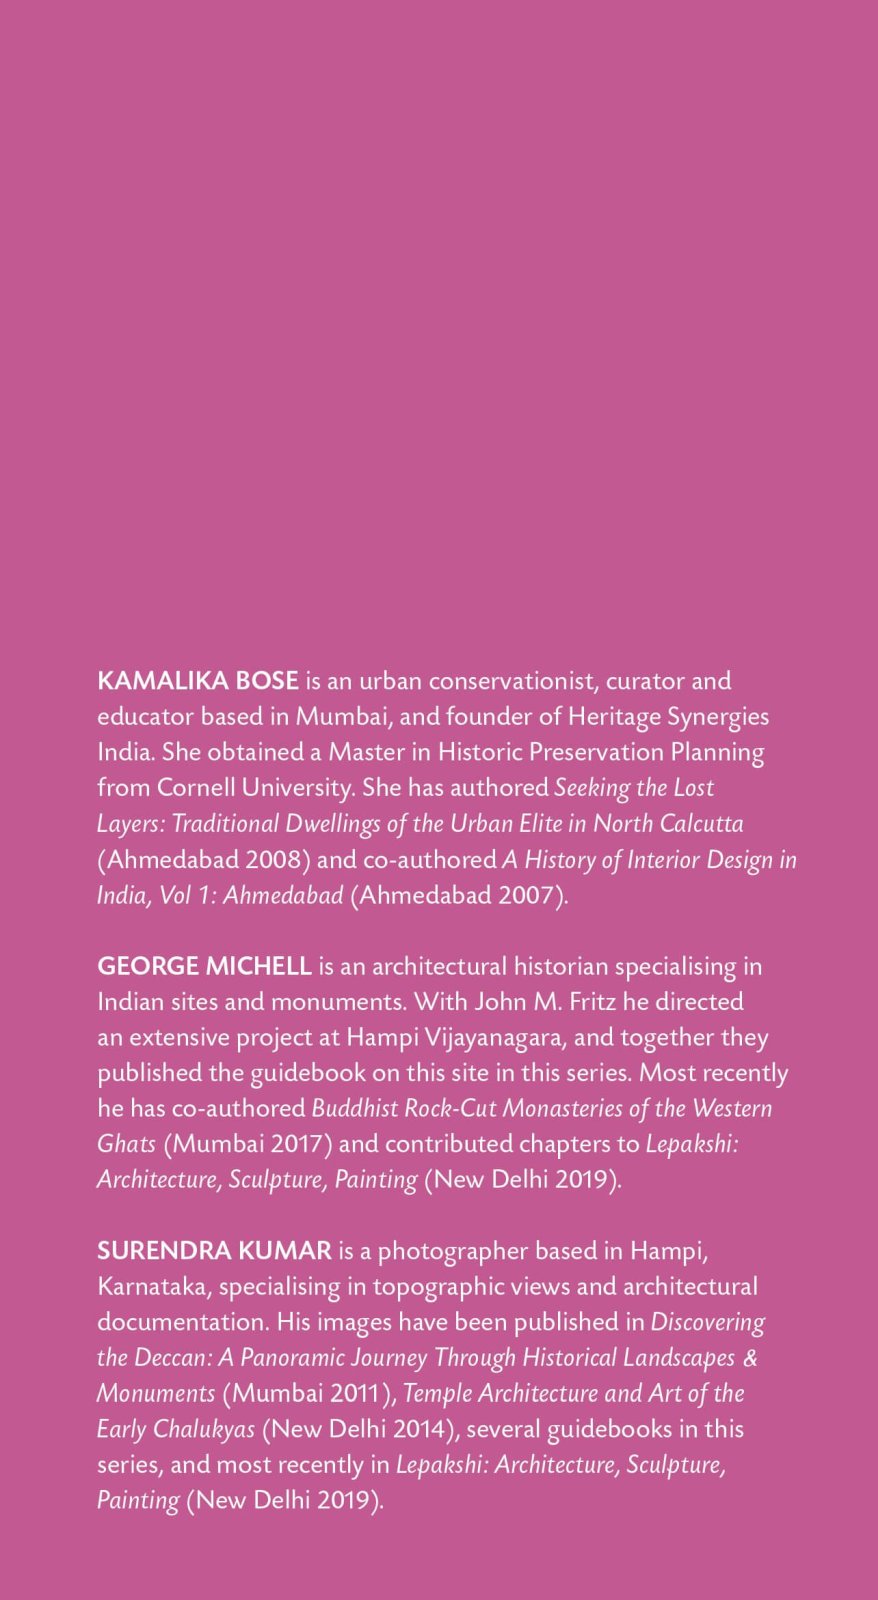 KAMALIKA BOSE is an urban conservationist, curator and
educator based in Mumbai, and founder of Heritage Synergies
India. She obtained a Master in Historic Preservation Planning
from Cornell University. She has authored Seeking the Lost
Layers: Traditional Dwellings of the Urban Elite in North Calcutta
(Ahmedabad 2008) and co-authored A History of Interior Design in
India, Vol 1: Ahmedabad (Ahmedabad 2007).
GEORGE MICHELL is an architectural historian specialising in
Indian sites and monuments. With John M. Fritz he directed
an extensive project at Hampi Vijayanagara, and together they
published the guidebook on this site in this series. Most recently
he has co-authored Buddhist Rock-Cut Monasteries of the Western
Ghats (Mumbai 2017) and contributed chapters to Lepakshi:
Architecture, Sculpture, Painting (New Delhi 2019).
SURENDRA KUMAR is a photographer based in Hampi,
Karnataka, specialising in topographic views and architectural
documentation. His images have been published in Discovering
the Deccan: A Panoramic Journey Through Historical Landscapes &
Monuments (Mumbai 2011), Temple Architecture and Art of the
Early Chalukyas (New Delhi 2014), several guidebooks in this
series, and most recently in Lepakshi: Architecture, Sculpture,
Painting (New Delhi 2019).